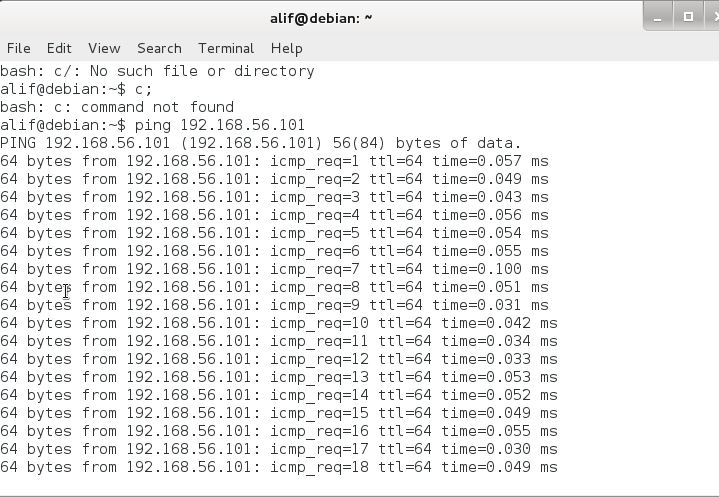 alif@debian: ~
File Edit View Search Terminal Help
bash: c/: No such file or directory
alif@debian:~$ c;
bash: c: command not found
alif@debian:~$ ping 192.168.56.101
PING 192.168.56.101 (192.168.56.101) 56(84) bytes of data.
64 bytes from 192.168.56.101: icmp_req=1 ttl=64 time=0.057 ms
64 bytes from 192.168.56.101: icmp_req=2 ttl=64 time=0.049 ms
64 bytes from 192.168.56.101: icmp_req=3 ttl=64 time=0.043 ms
64 bytes from 192.168.56.101: icmp_req=4 ttl=64 time=0.056 ms
64 bytes from 192.168.56.101: icmp_req=5 ttl=64 time=0.054 ms
64 bytes from 192.168.56.101: icmp_req=6 ttl=64 time=0.055 ms
64 bytes from 192.168.56.101: icmp_req=7 ttl=64 time=0.100 ms
64 bytes from 192.168.56.101: icmp_req=8 ttl=64 time=0.051 ms
64 bytes from 192.168.56.101: icmp_req=9 ttl=64 time=0.031 ms
64 bytes from 192.168.56.101: icmp_req=10 ttl=64 time=0.042 ms
64 bytes from 192.168.56.101: icmp_req=11 ttl=64 time=0.034 ms
64 bytes from 192.168.56.101: icmp_req=12 ttl=64 time=0.033 ms
64 bytes from 192.168.56.101: icmp_req=13 ttl=64 time=0.053 ms
64 bytes from 192.168.56.101: icmp_req=14 ttl=64 time=0.052 ms
64 bytes from 192.168.56.101: icmp_req=15 ttl=64 time=0.049 ms
64 bytes from 192.168.56.101: icmp_req=16 ttl=64 time=0.055 ms
64 bytes from 192.168.56.101: icmp_req=17 ttl=64 time=0.030 ms
64 bytes from 192.168.56.101: icmp_req=18 ttl=64 time=0.049 ms